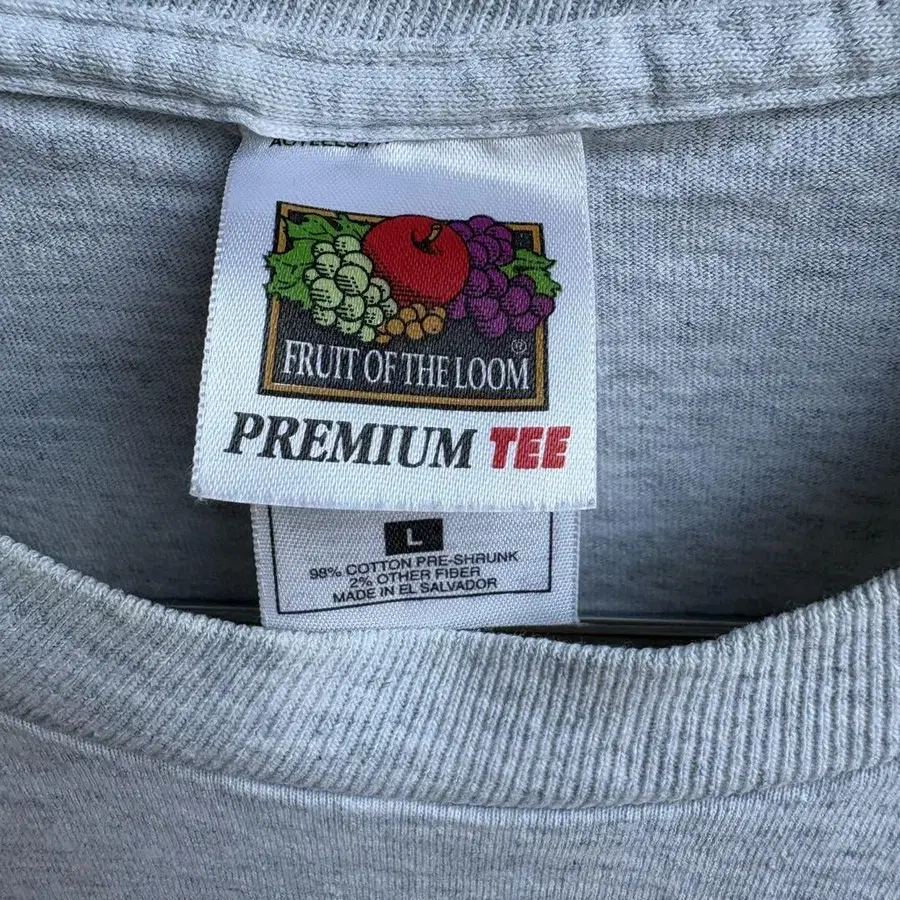 FRUIT OF THE LOOM ®
PREMIUM TEE
L
98% COTTON PRE-SHRUNK
2% OTHER FIBER
MADE IN EL SALVADOR